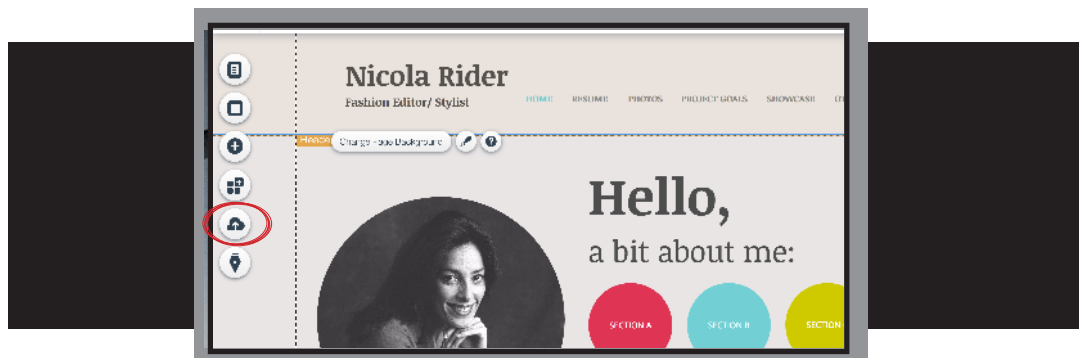 Nicola Rider
Fashion Editor/ Stylist
HOME RESUME PHOTOS PROJECT GOALS SHOWCASE
Header
Change Page Background
Hello,
a bit about me:
SECTION A SECTION B SECTION